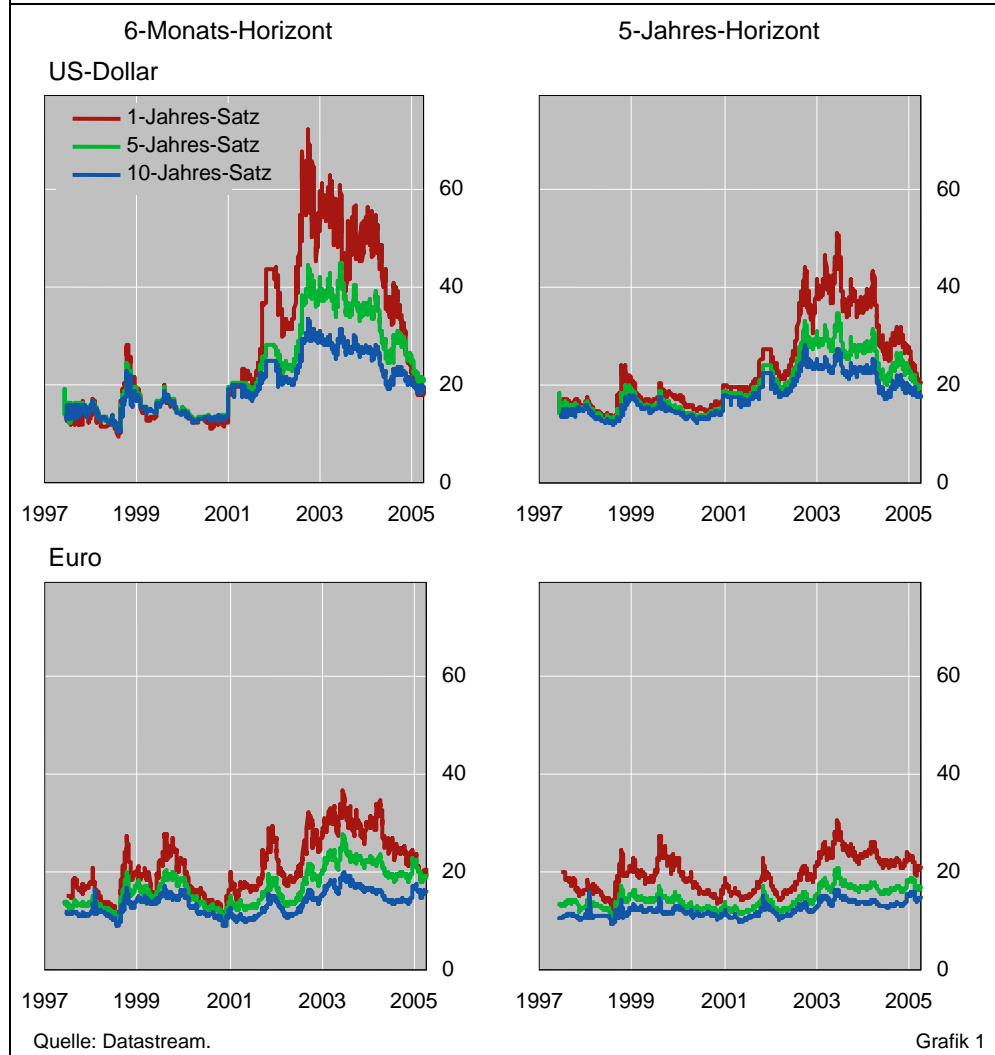 6-Monats-Horizont
5-Jahres-Horizont
US-Dollar
1-Jahres-Satz
5-Jahres-Satz
10-Jahres-Satz
60
40
20
0
1997 1999 2001 2003 2005
60
40
20
0
1997 1999 2001 2003 2005
Euro
60
40
20
0
1997 1999 2001 2003 2005
60
40
20
0
1997 1999 2001 2003 2005
Quelle: Datastream.
Grafik 1